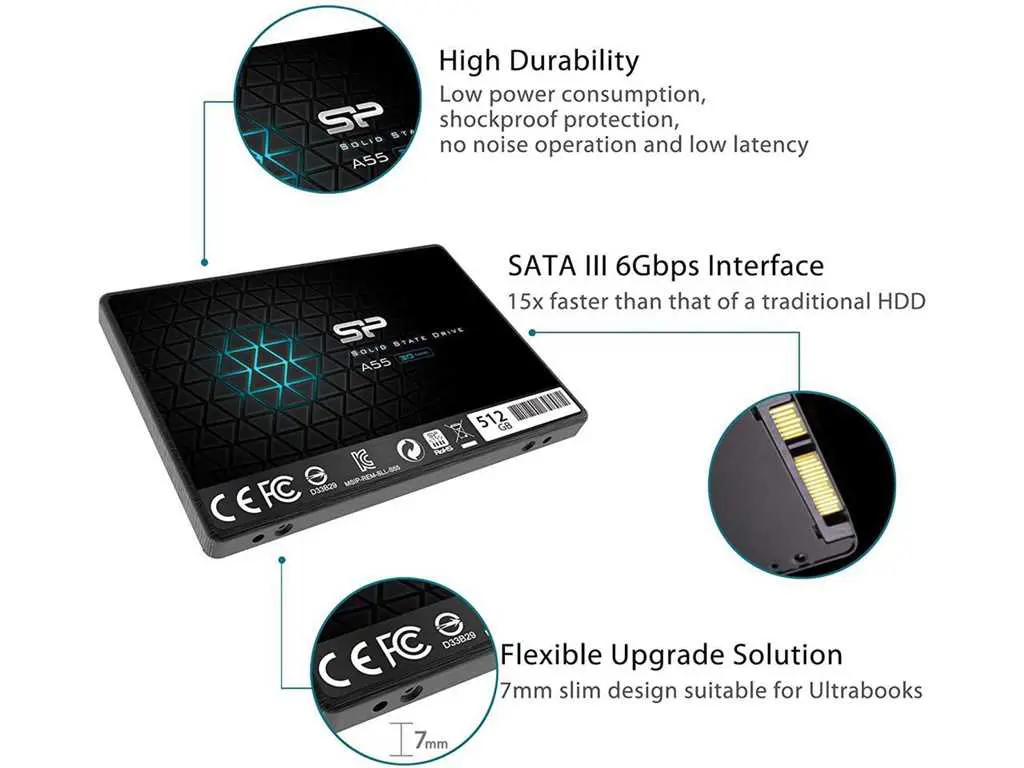 SP
SOLID STA
A55
High Durability
Low power consumption,
shockproof protection,
no noise operation and low latency
SATA III 6Gbps Interface
15x faster than that of a traditional HDD
SP
SOLID STATE DRIVE
A55
512
GB
RoHS
MSIP-REM-SLL-B55
D33B29
CE FC
CE FC
D33B29
Flexible Upgrade Solution
7mm slim design suitable for Ultrabooks
7mm